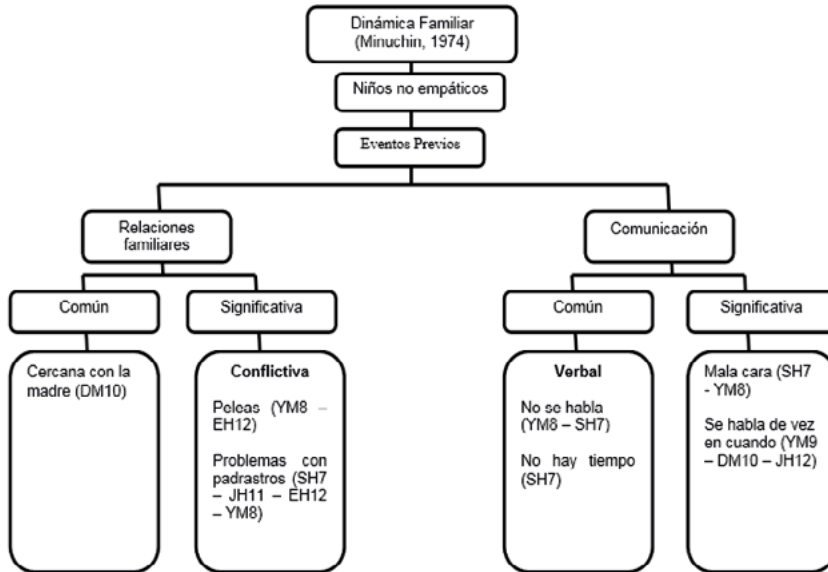 Dinámica Familiar
(Minuchin, 1974)
Niños no empáticos
Eventos Previos
Relaciones
familiares
Comunicación
Común
Significativa
Común
Significativa
Cercana con la
madre (DM10)
Conflictiva
Peleas (YM8 –
EH12)
Problemas con
padrastros (SH7
– JH11 – EH12
– YM8)
Verbal
No se habla
(YM8 – SH7)
No hay tiempo
(SH7)
Mala cara (SH7
- YM8)
Se habla de vez
en cuando (YM9
– DM10 – JH12)